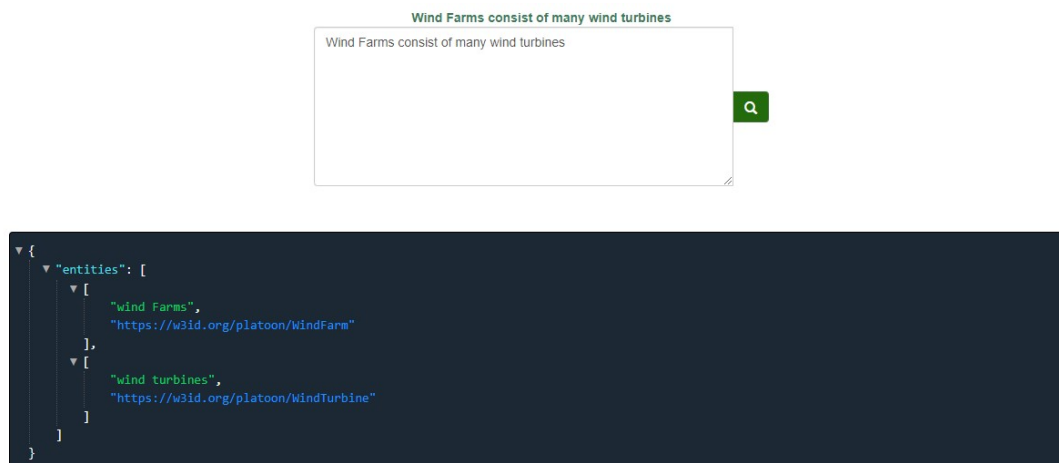 Wind Farms consist of many wind turbines
Wind Farms consist of many wind turbines
{
"entities": [
[
"wind Farms",
"https://w3id.org/platoon/WindFarm"
],
[
"wind turbines",
"https://w3id.org/platoon/WindTurbine"
]
]
}